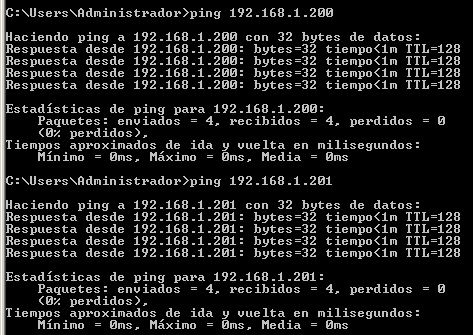 C:\Users\Administrador>ping 192.168.1.200
Haciendo ping a 192.168.1.200 con 32 bytes de datos:
Respuesta desde 192.168.1.200: bytes=32 tiempo<1m TTL=128
Respuesta desde 192.168.1.200: bytes=32 tiempo<1m TTL=128
Respuesta desde 192.168.1.200: bytes=32 tiempo<1m TTL=128
Respuesta desde 192.168.1.200: bytes=32 tiempo<1m TTL=128
Estadísticas de ping para 192.168.1.200:
Paquetes: enviados = 4, recibidos = 4, perdidos = 0
(0% perdidos),
Tiempos aproximados de ida y vuelta en milisegundos:
Mínimo = 0ms, Máximo = 0ms, Media = 0ms
C:\Users\Administrador>ping 192.168.1.201
Haciendo ping a 192.168.1.201 con 32 bytes de datos:
Respuesta desde 192.168.1.201: bytes=32 tiempo<1m TTL=128
Respuesta desde 192.168.1.201: bytes=32 tiempo<1m TTL=128
Respuesta desde 192.168.1.201: bytes=32 tiempo<1m TTL=128
Respuesta desde 192.168.1.201: bytes=32 tiempo<1m TTL=128
Estadísticas de ping para 192.168.1.201:
Paquetes: enviados = 4, recibidos = 4, perdidos = 0
(0% perdidos),
Tiempos aproximados de ida y vuelta en milisegundos:
Mínimo = 0ms, Máximo = 0ms, Media = 0ms